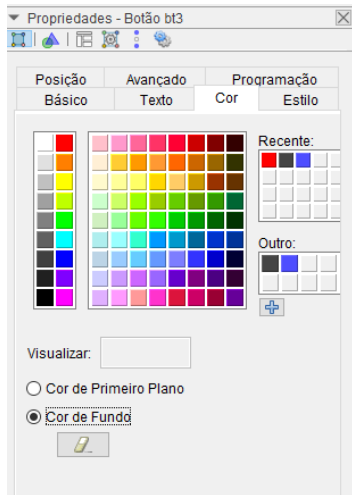 Propriedades - Botão bt3
Posição Avançado Programação
Básico Texto Cor Estilo
Recente:
Outro:
Visualizar:
Cor de Primeiro Plano
Cor de Fundo